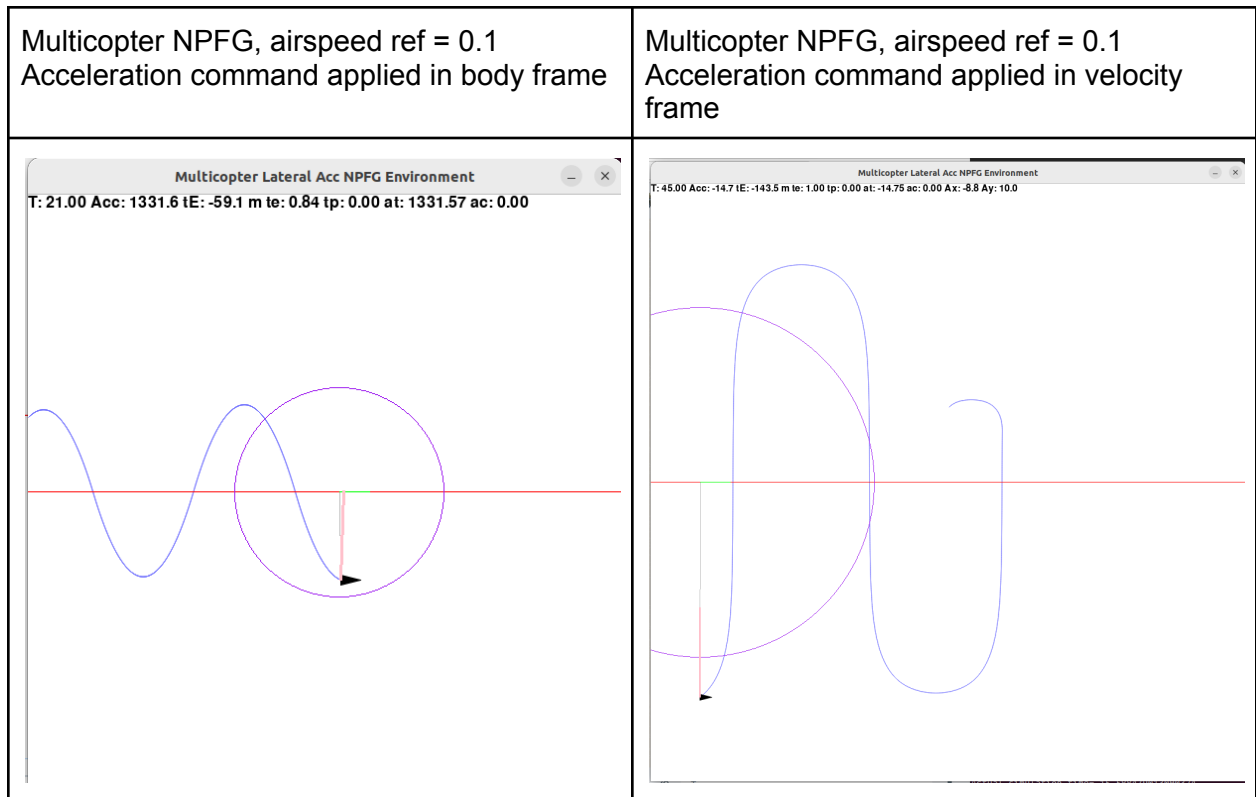 Multicopter NPFG, airspeed ref = 0.1
Acceleration command applied in body frame
Multicopter NPFG, airspeed ref = 0.1
Acceleration command applied in velocity
frame
Multicopter Lateral Acc NPFG Environment
T: 21.00 Acc: 1331.6 tE: -59.1 m te: 0.84 tp: 0.00 at: 1331.57 ac: 0.00
Multicopter Lateral Acc NPFG Environment
T: 45.00 Acc: -14.7 tE: -143.5 m te: 1.00 tp: 0.00 at: -14.75 ac: 0.00 Ax: -8.8 Ay: 10.0